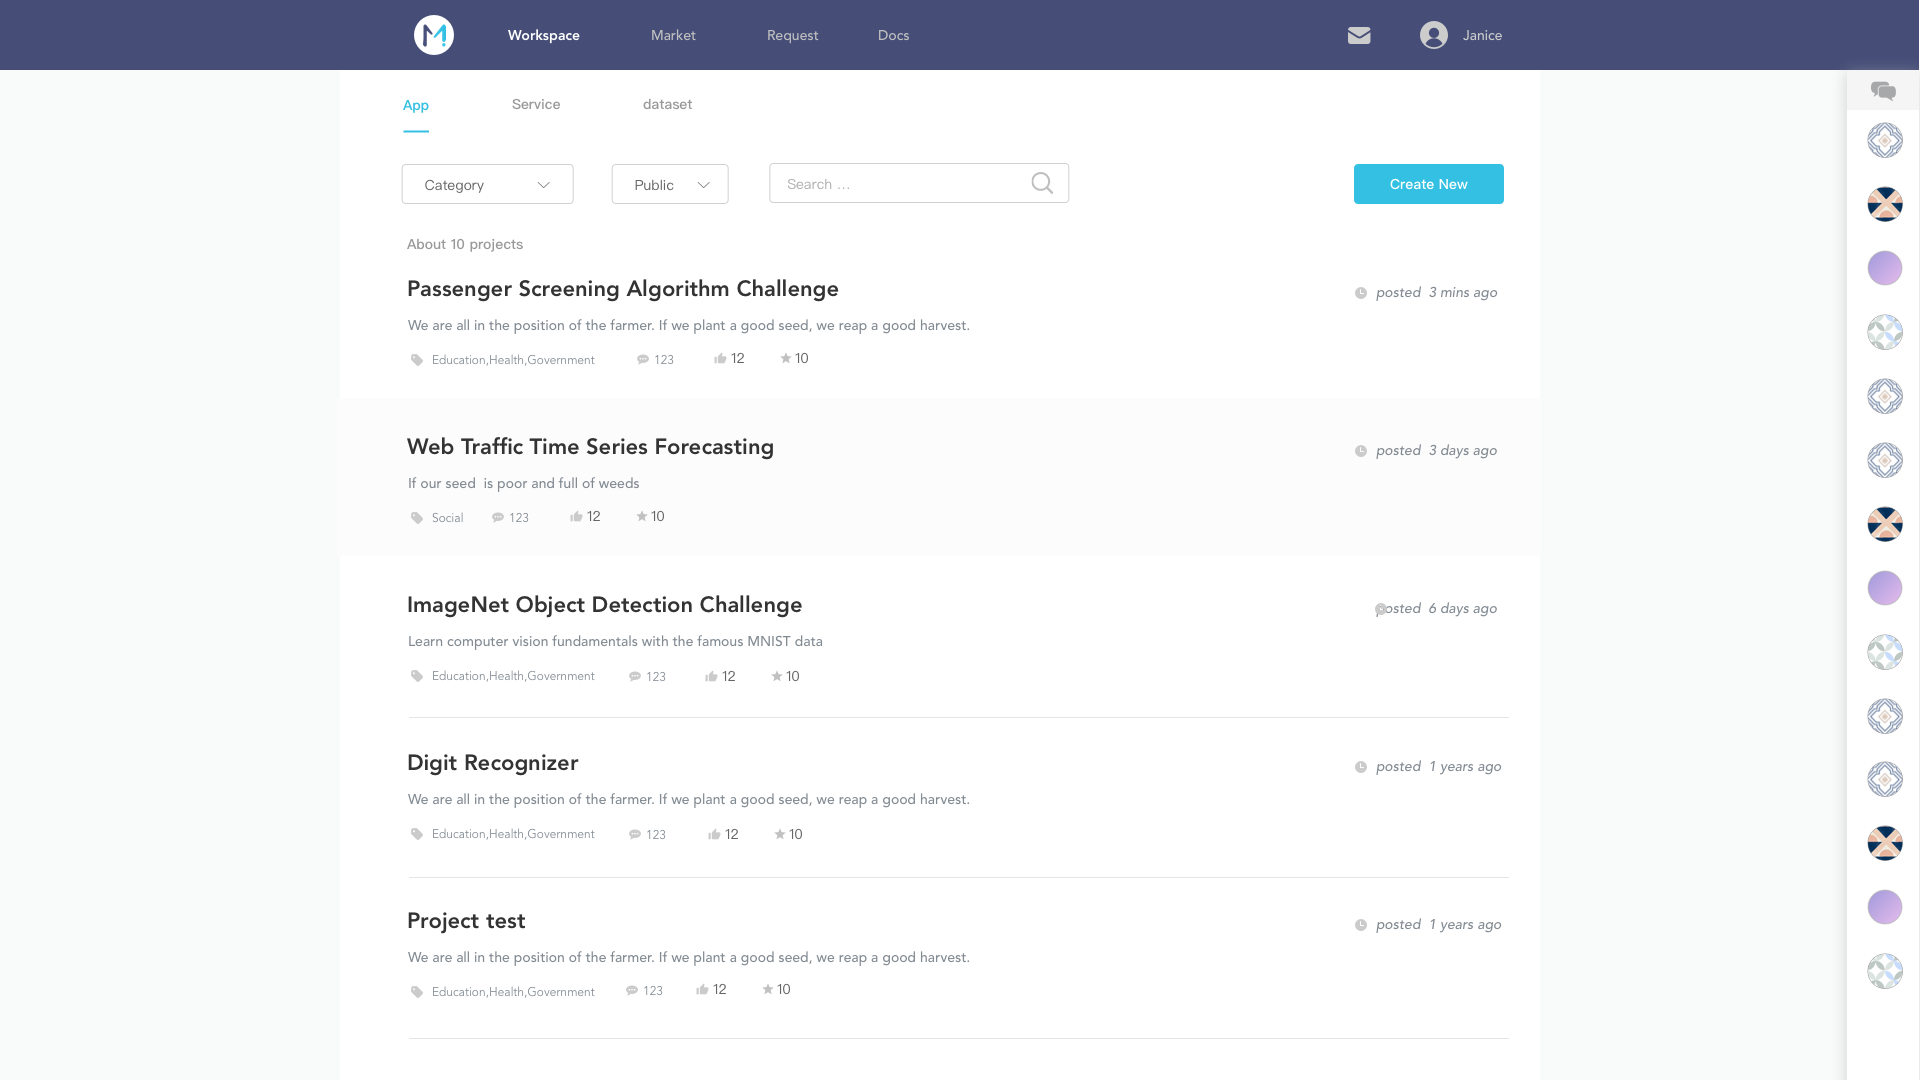 M Workspace Market Request Docs Janice
App Service dataset
Category Public Search ... Create New
About 10 projects
Passenger Screening Algorithm Challenge posted 3 mins ago
We are all in the position of the farmer. If we plant a good seed, we reap a good harvest.
Education,Health,Government 123 12 10
Web Traffic Time Series Forecasting posted 3 days ago
If our seed is poor and full of weeds
Social 123 12 10
ImageNet Object Detection Challenge posted 6 days ago
Learn computer vision fundamentals with the famous MNIST data
Education,Health,Government 123 12 10
Digit Recognizer posted 1 years ago
We are all in the position of the farmer. If we plant a good seed, we reap a good harvest.
Education,Health,Government 123 12 10
Project test posted 1 years ago
We are all in the position of the farmer. If we plant a good seed, we reap a good harvest.
Education,Health,Government 123 12 10